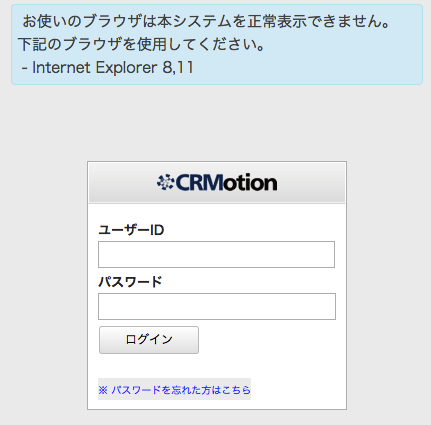 お使いのブラウザは本システムを正常表示できません。
下記のブラウザを使用してください。
- Internet Explorer 8,11
CRMotion
ユーザーID
パスワード
ログイン
※ パスワードを忘れた方はこちら